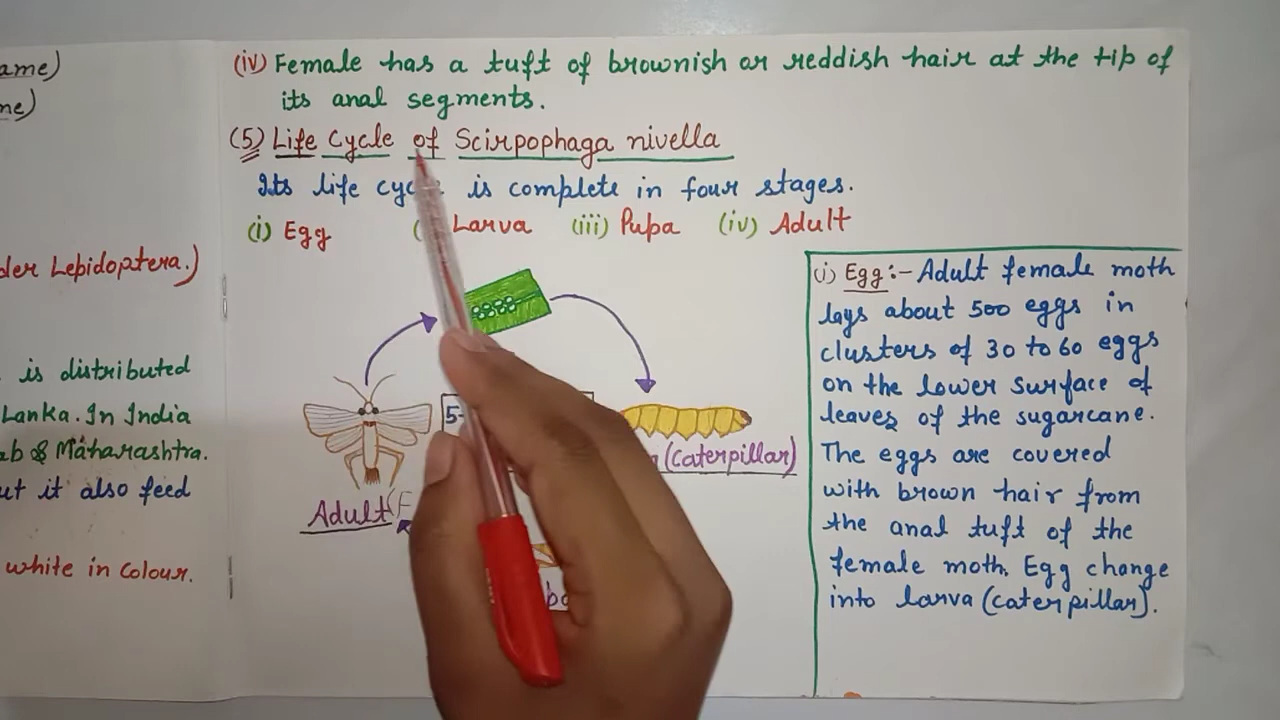 ame)
me)
der Lepidoptera.)
is distributed
Lanka. In India
ab & Maharashtra.
ut it also feed
white in colour.
(iv) Female has a tuft of brownish or reddish hair at the tip of
its anal segments.
(5) Life Cycle of Scirpophaga nivella
Its life cyc is complete in four stages.
(i) Egg ( Larva (iii) Pupa (iv) Adult
5-
(caterpillar)
Adult (F
(i) Egg:- Adult female moth
lays about 500 eggs in
clusters of 30 to 60 eggs
on the lower surface of
leaves of the sugarcane.
The eggs are covered
with brown hair from
the anal tuft of the
female moth. Egg change
into larva (caterpillar).